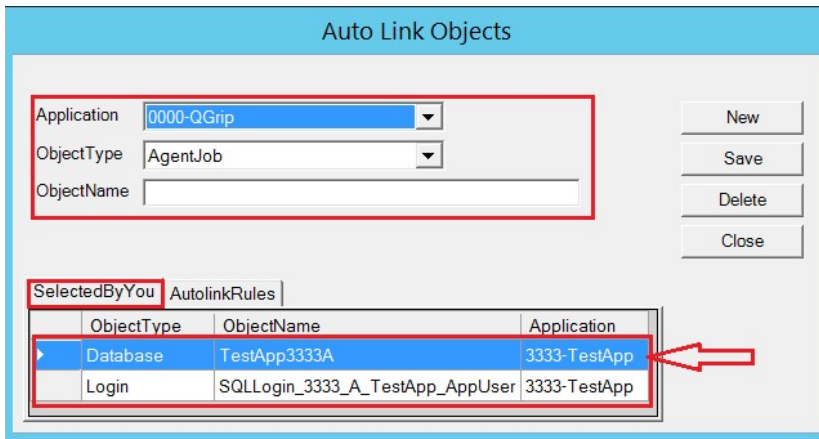 Auto Link Objects
Application 0000-QGrip New
ObjectType AgentJob Save
ObjectName Delete
Close
SelectedByYou AutolinkRules
ObjectType ObjectName Application
Database TestApp3333A 3333-TestApp
Login SQLLogin_3333_A_TestApp_AppUser 3333-TestApp